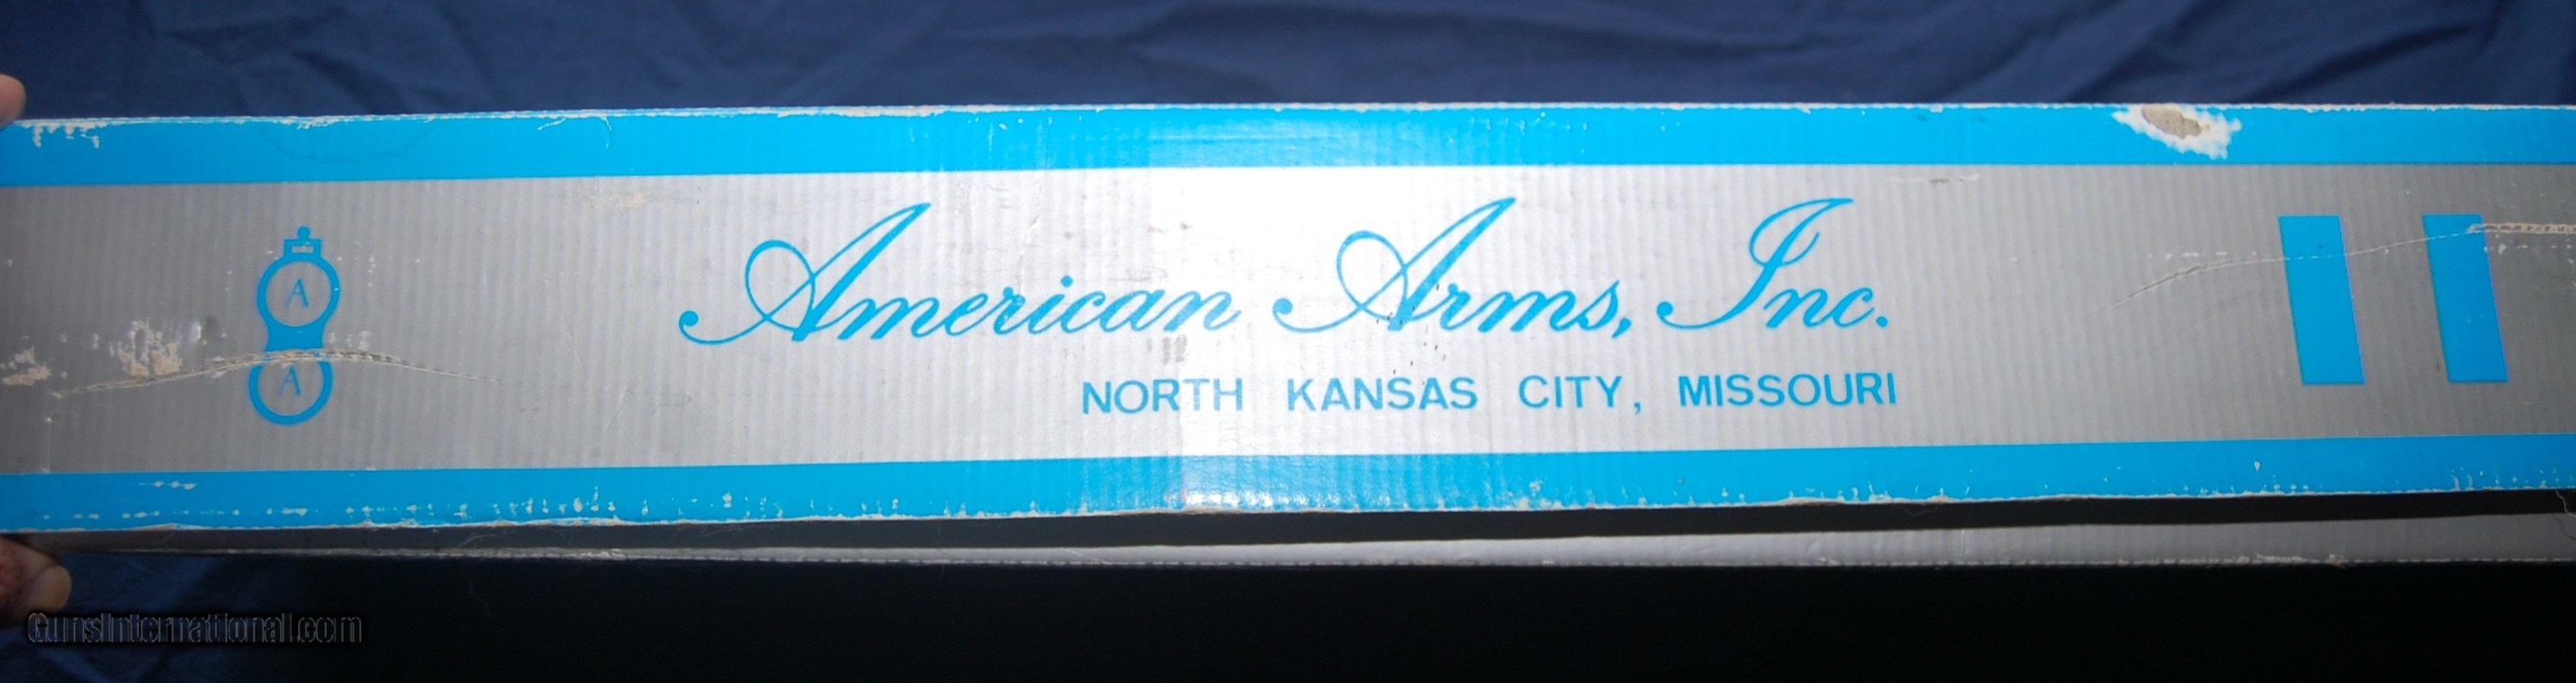 American Arms, Inc.
NORTH KANSAS CITY, MISSOURI
A
A
GunsInternational.com